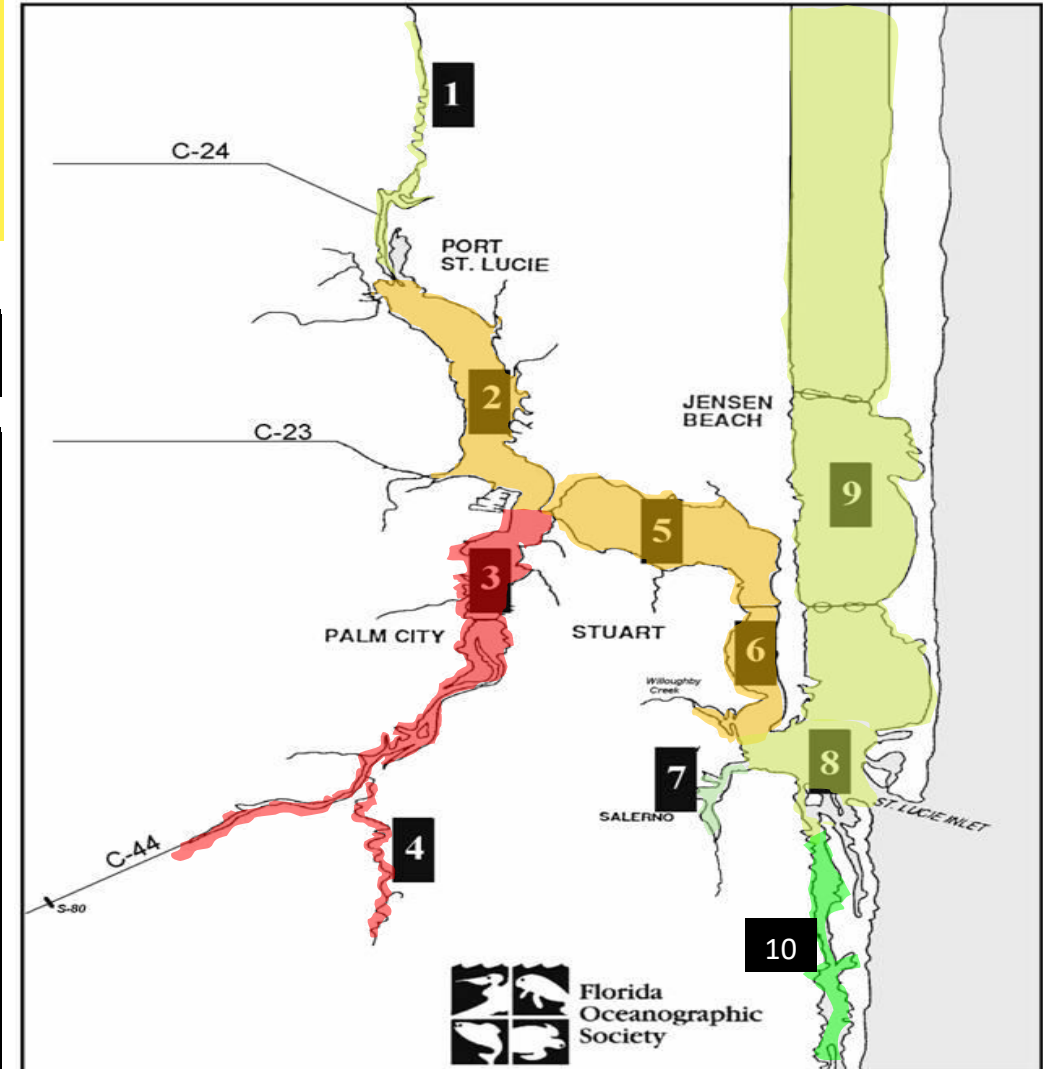 1
C-24
PORT
ST. LUCIE
2
JENSEN
BEACH
C-23
9
5
3
PALM CITY
STUART
6
Willoughby
Creek
8
7
SALERNO
ST. LUCIE INLET
4
C-44
S-80
10
Florida
Oceanographic
Society